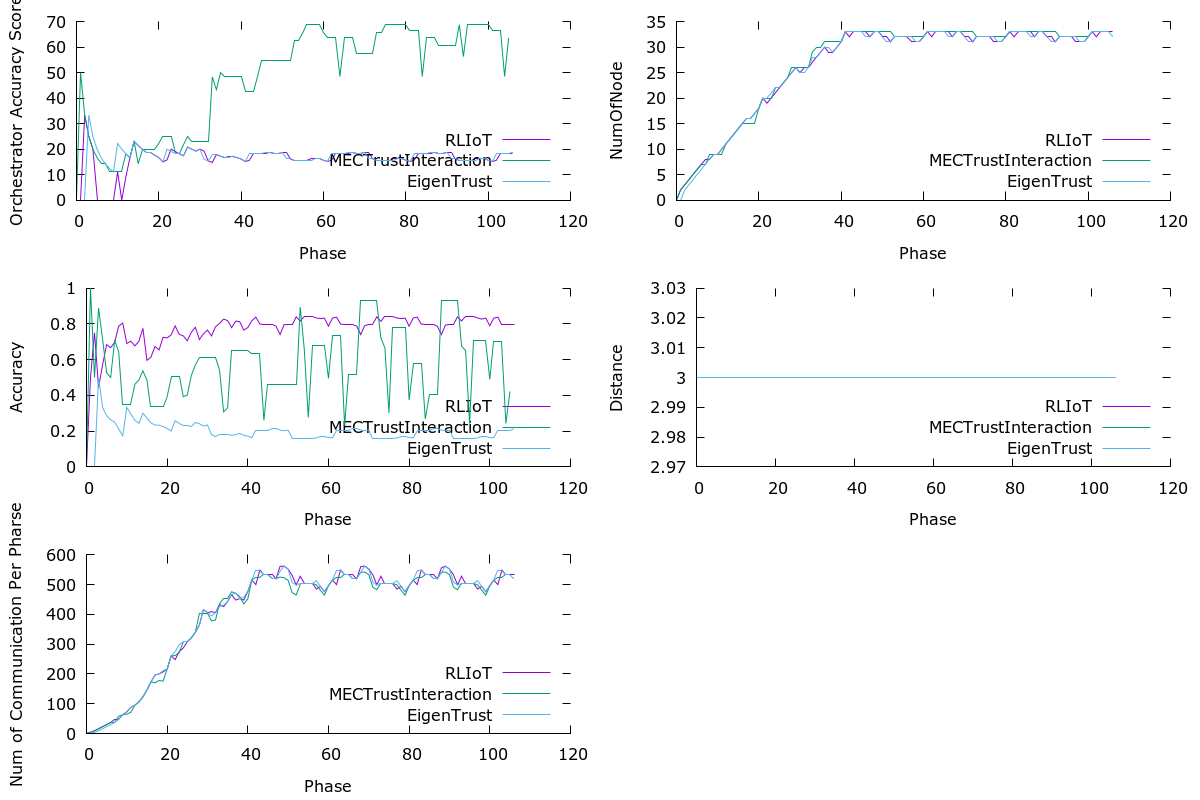 Orchestrator Accuracy Score
70
60
50
40
30
20
10
0
0 20 40 60 80 100 120
Phase
RLIoT
MECTrustInteraction
EigenTrust
NumOfNode
35
30
25
20
15
10
5
0
0 20 40 60 80 100 120
Phase
RLIoT
MECTrustInteraction
EigenTrust
Accuracy
1
0.8
0.6
0.4
0.2
0
0 20 40 60 80 100 120
Phase
RLIoT
MECTrustInteraction
EigenTrust
Distance
3.03
3.02
3.01
3
2.99
2.98
2.97
0 20 40 60 80 100 120
Phase
RLIoT
MECTrustInteraction
EigenTrust
Num of Communication Per Pharse
600
500
400
300
200
100
0
0 20 40 60 80 100 120
Phase
RLIoT
MECTrustInteraction
EigenTrust